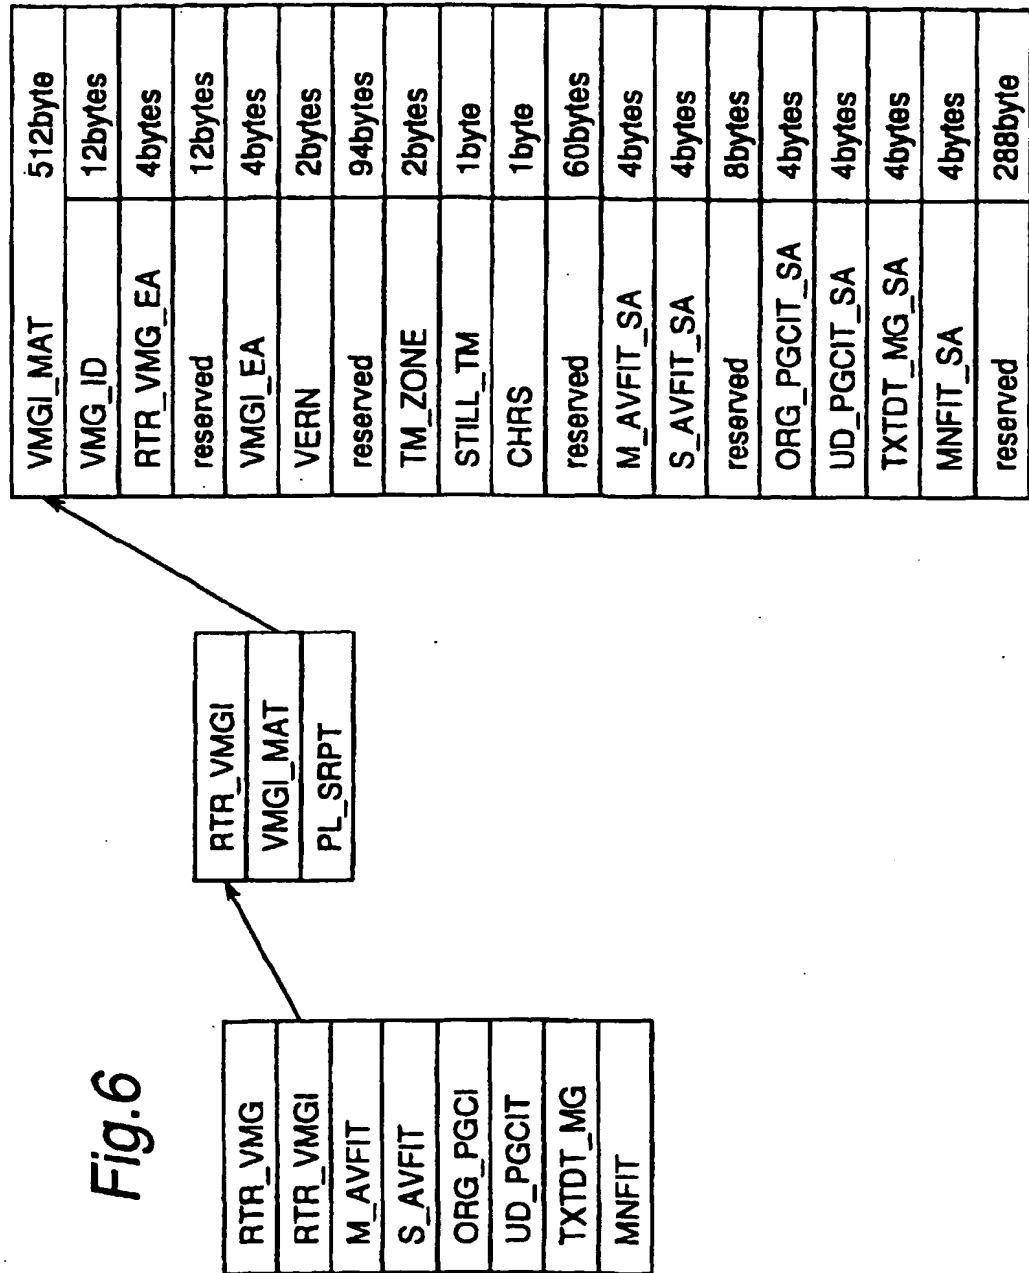 Fig.6
RTR_VMG
RTR_VMGI
M_AVFIT
S_AVFIT
ORG_PGCI
UD_PGCIT
TXTDT_MG
MNFIT
RTR_VMGI
VMGI_MAT
PL_SRPT
VMGI_MAT 512byte
VMG_ID 12bytes
RTR_VMG_EA 4bytes
reserved 12bytes
VMGI_EA 4bytes
VERN 2bytes
reserved 94bytes
TM_ZONE 2bytes
STILL_TM 1byte
CHRS 1byte
reserved 60bytes
M_AVFIT_SA 4bytes
S_AVFIT_SA 4bytes
reserved 8bytes
ORG_PGCIT_SA 4bytes
UD_PGCIT_SA 4bytes
TXTDT_MG_SA 4bytes
MNFIT_SA 4bytes
reserved 288byte